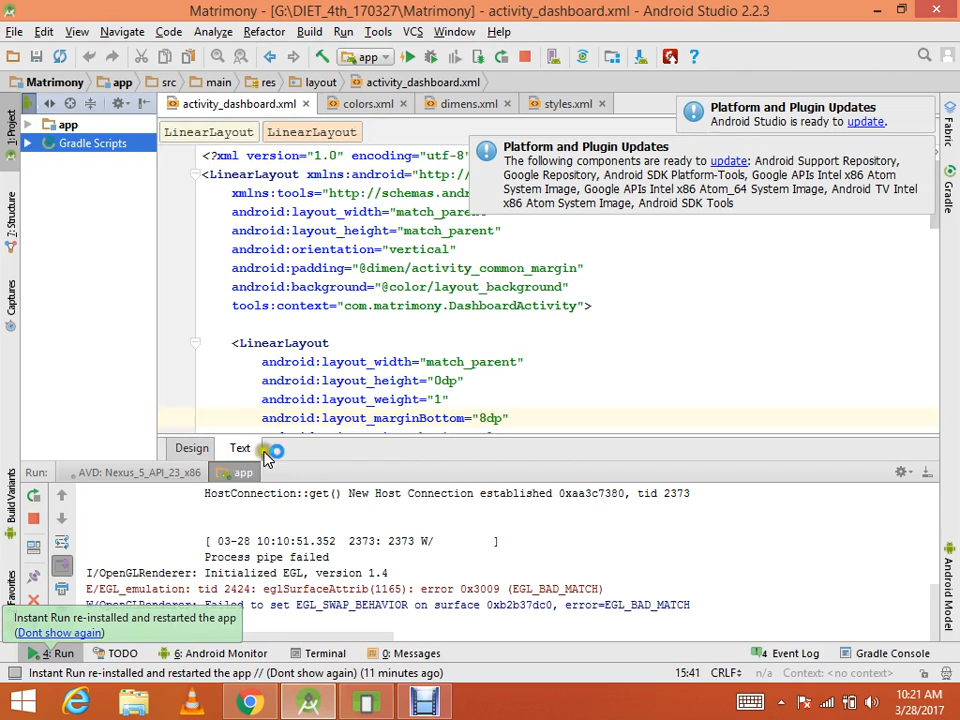 Matrimony - [G:\DIET_4th_170327\Matrimony] - activity_dashboard.xml - Android Studio 2.2.3
File Edit View Navigate Code Analyze Refactor Build Run Tools VCS Window Help
app
Matrimony app src main res layout activity_dashboard.xml
1: Project
7: Structure
Captures
Build Variants
Favorites
app
Gradle Scripts
activity_dashboard.xml colors.xml dimens.xml styles.xml
LinearLayout LinearLayout
Platform and Plugin Updates
Android Studio is ready to update.
Platform and Plugin Updates
The following components are ready to update: Android Support Repository,
Google Repository, Android SDK Platform-Tools, Google APIs Intel x86 Atom
System Image, Google APIs Intel x86 Atom_64 System Image, Android TV Intel
x86 Atom System Image, Android SDK Tools
Fabric
Gradle
Android Model
<?xml version="1.0" encoding="utf-8"
<LinearLayout xmlns:android="http://
xmlns:tools="http://schemas.andr
android:layout_width="match_parent"
android:layout_height="match_parent"
android:orientation="vertical"
android:padding="@dimen/activity_common_margin"
android:background="@color/layout_background"
tools:context="com.matrimony.DashboardActivity">
<LinearLayout
android:layout_width="match_parent"
android:layout_height="0dp"
android:layout_weight="1"
android:layout_marginBottom="8dp"
Design Text
Run: AVD: Nexus_5_API_23_x86 app
HostConnection::get() New Host Connection established 0xaa3c7380, tid 2373
[ 03-28 10:10:51.352 2373: 2373 W/ ]
Process pipe failed
I/OpenGLRenderer: Initialized EGL, version 1.4
E/EGL_emulation: tid 2424: eglSurfaceAttrib(1165): error 0x3009 (EGL_BAD_MATCH)
W/OpenGLRenderer: Failed to set EGL_SWAP_BEHAVIOR on surface 0xb2b37dc0, error=EGL_BAD_MATCH
Instant Run re-installed and restarted the app
(Dont show again)
4: Run TODO 6: Android Monitor Terminal 0: Messages 4 Event Log Gradle Console
Instant Run re-installed and restarted the app // (Dont show again) (11 minutes ago) 15:41 CRLF÷ n/a Context: <no context>
10:21 AM
3/28/2017